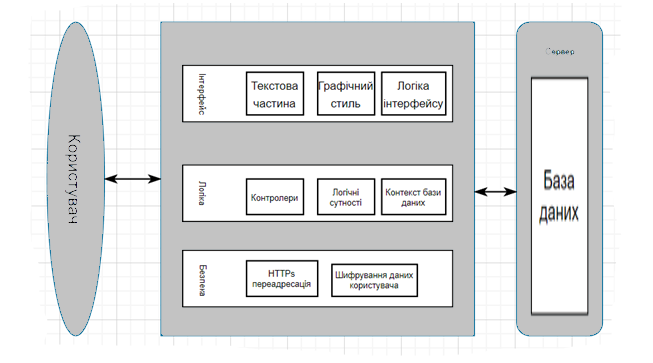 Користувач
Інтерфейс
Текстова
частина
Графічний
стиль
Логіка
інтерфейсу
Логіка
Контролери
Логічні
сутності
Контекст бази
даних
Безпека
HTTPs
переадресація
Шифрування даних
користувача
Сервер
База
даних